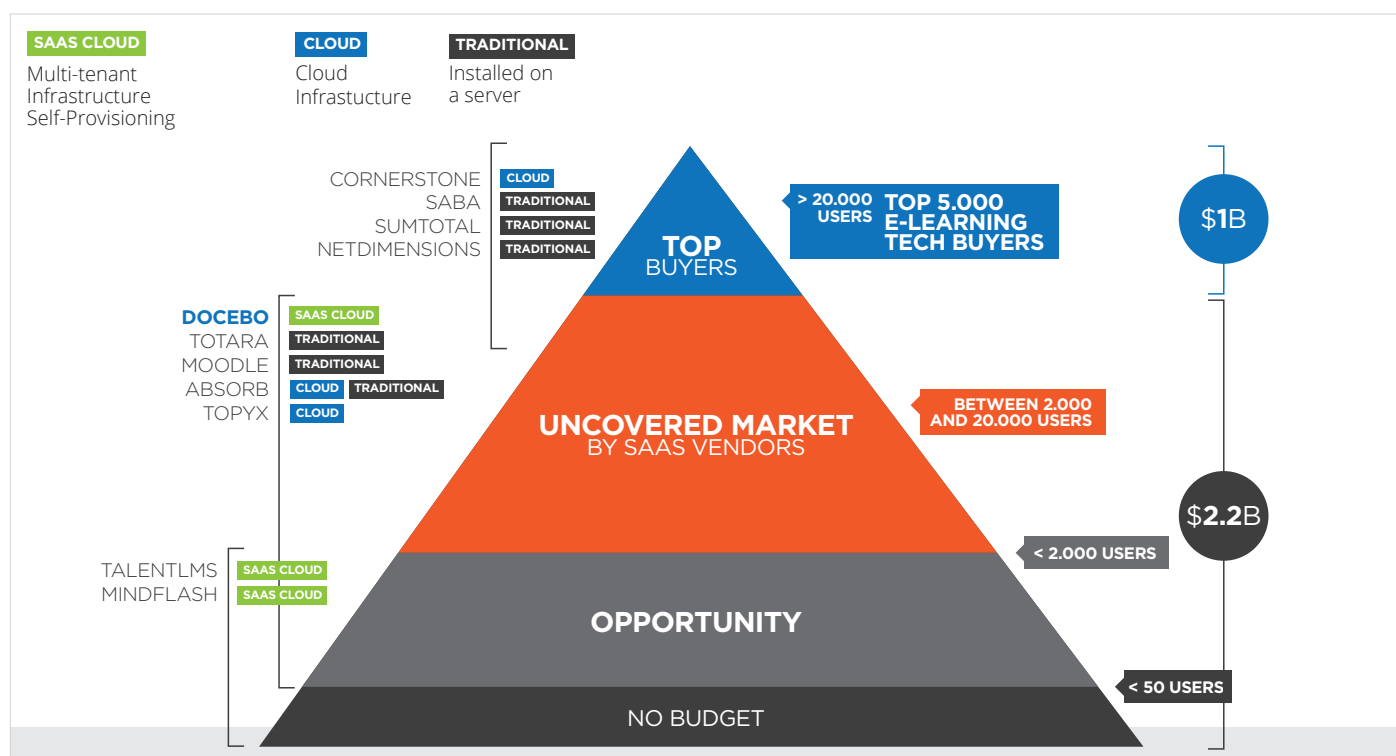 SAAS CLOUD
Multi-tenant
Infrastructure
Self-Provisioning
CLOUD
Cloud
Infrastucture
TRADITIONAL
Installed on
a server
CORNERSTONE CLOUD
SABA TRADITIONAL
SUMTOTAL TRADITIONAL
NETDIMENSIONS TRADITIONAL
TOP
BUYERS
> 20.000
USERS
TOP 5.000
E-LEARNING
TECH BUYERS
$1B
DOCEBO SAAS CLOUD
TOTARA TRADITIONAL
MOODLE TRADITIONAL
ABSORB CLOUD TRADITIONAL
TOPYX CLOUD
UNCOVERED MARKET
BY SAAS VENDORS
BETWEEN 2.000
AND 20.000 USERS
$2.2B
TALENTLMS SAAS CLOUD
MINDFLASH SAAS CLOUD
< 2.000 USERS
OPPORTUNITY
< 50 USERS
NO BUDGET